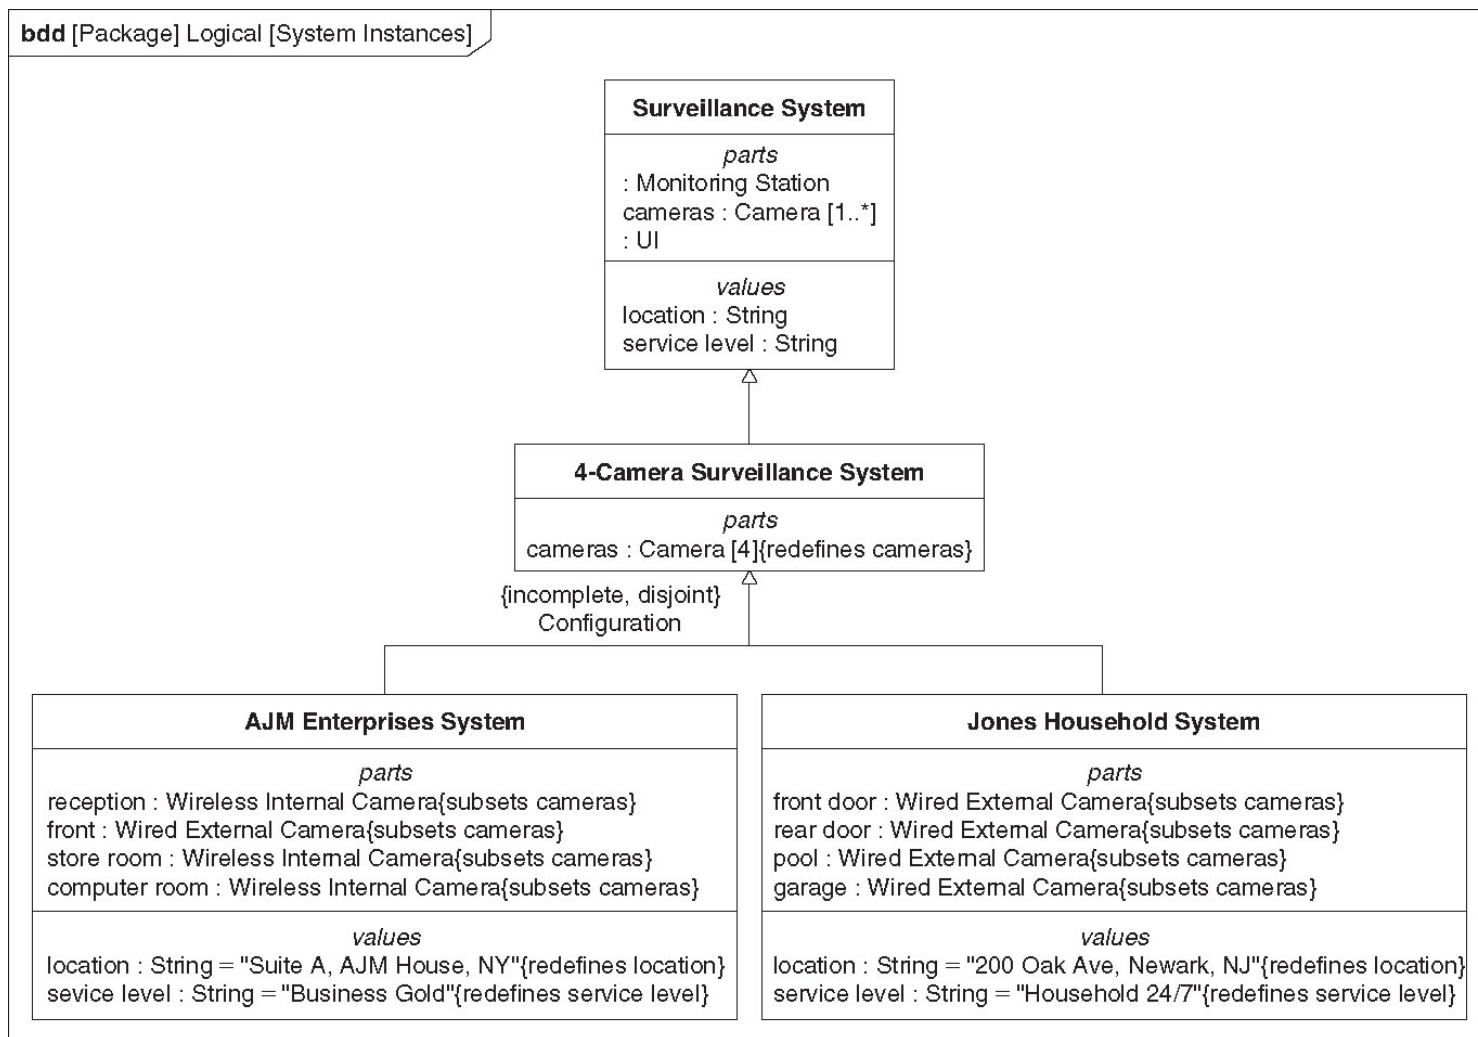 bdd [Package] Logical [System Instances]
Surveillance System
parts
: Monitoring Station
cameras : Camera [1..*]
: UI
values
location : String
service level : String
4-Camera Surveillance System
parts
cameras : Camera [4]{redefines cameras}
{incomplete, disjoint}
Configuration
AJM Enterprises System
parts
reception : Wireless Internal Camera{subsets cameras}
front : Wired External Camera{subsets cameras}
store room : Wireless Internal Camera{subsets cameras}
computer room : Wireless Internal Camera{subsets cameras}
values
location : String = "Suite A, AJM House, NY"{redefines location}
sevice level : String = "Business Gold"{redefines service level}
Jones Household System
parts
front door : Wired External Camera{subsets cameras}
rear door : Wired External Camera{subsets cameras}
pool : Wired External Camera{subsets cameras}
garage : Wired External Camera{subsets cameras}
values
location : String = "200 Oak Ave, Newark, NJ"{redefines location}
service level : String = "Household 24/7"{redefines service level}